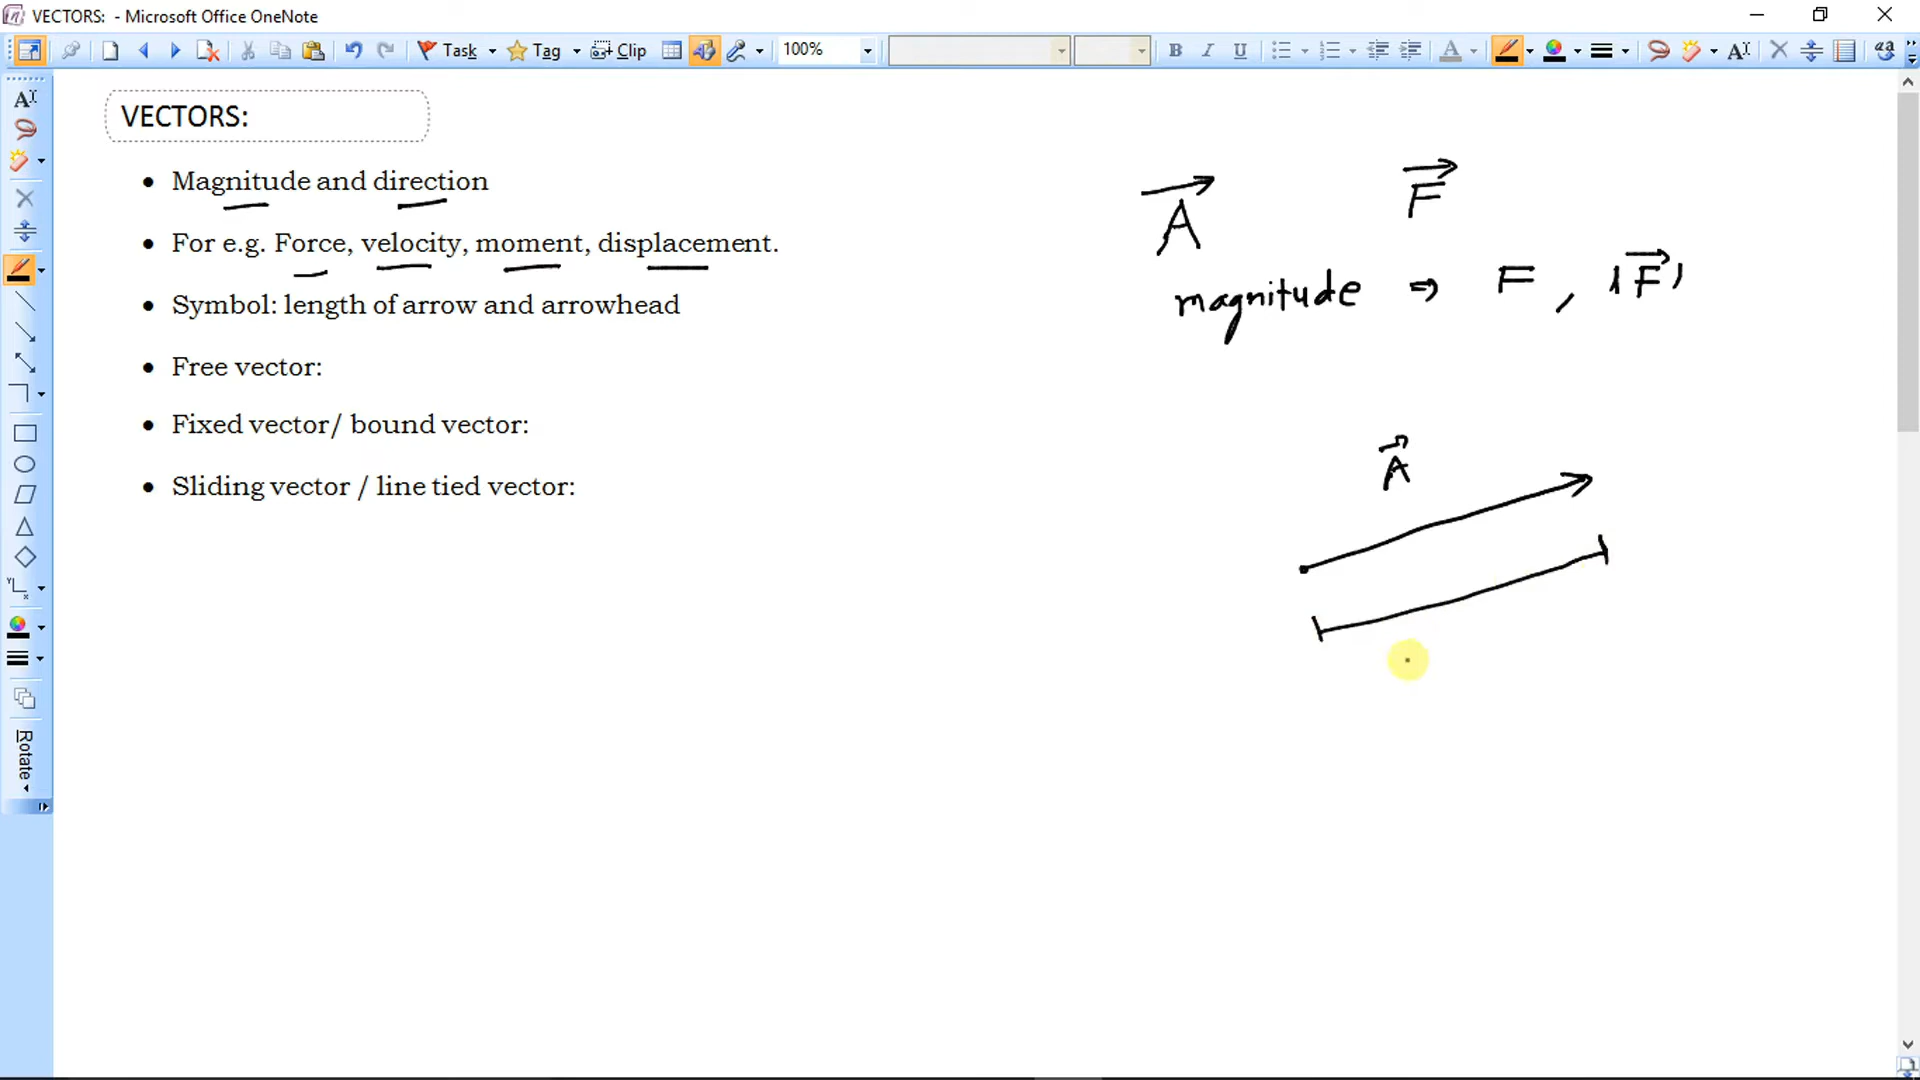 VECTORS: - Microsoft Office OneNote
Task Tag Clip 100% B I U A
VECTORS:
• Magnitude and direction
• For e.g. Force, velocity, moment, displacement.
• Symbol: length of arrow and arrowhead
• Free vector:
• Fixed vector/ bound vector:
• Sliding vector / line tied vector:
A F
magnitude ⇒ F , |F|
A
Rotate